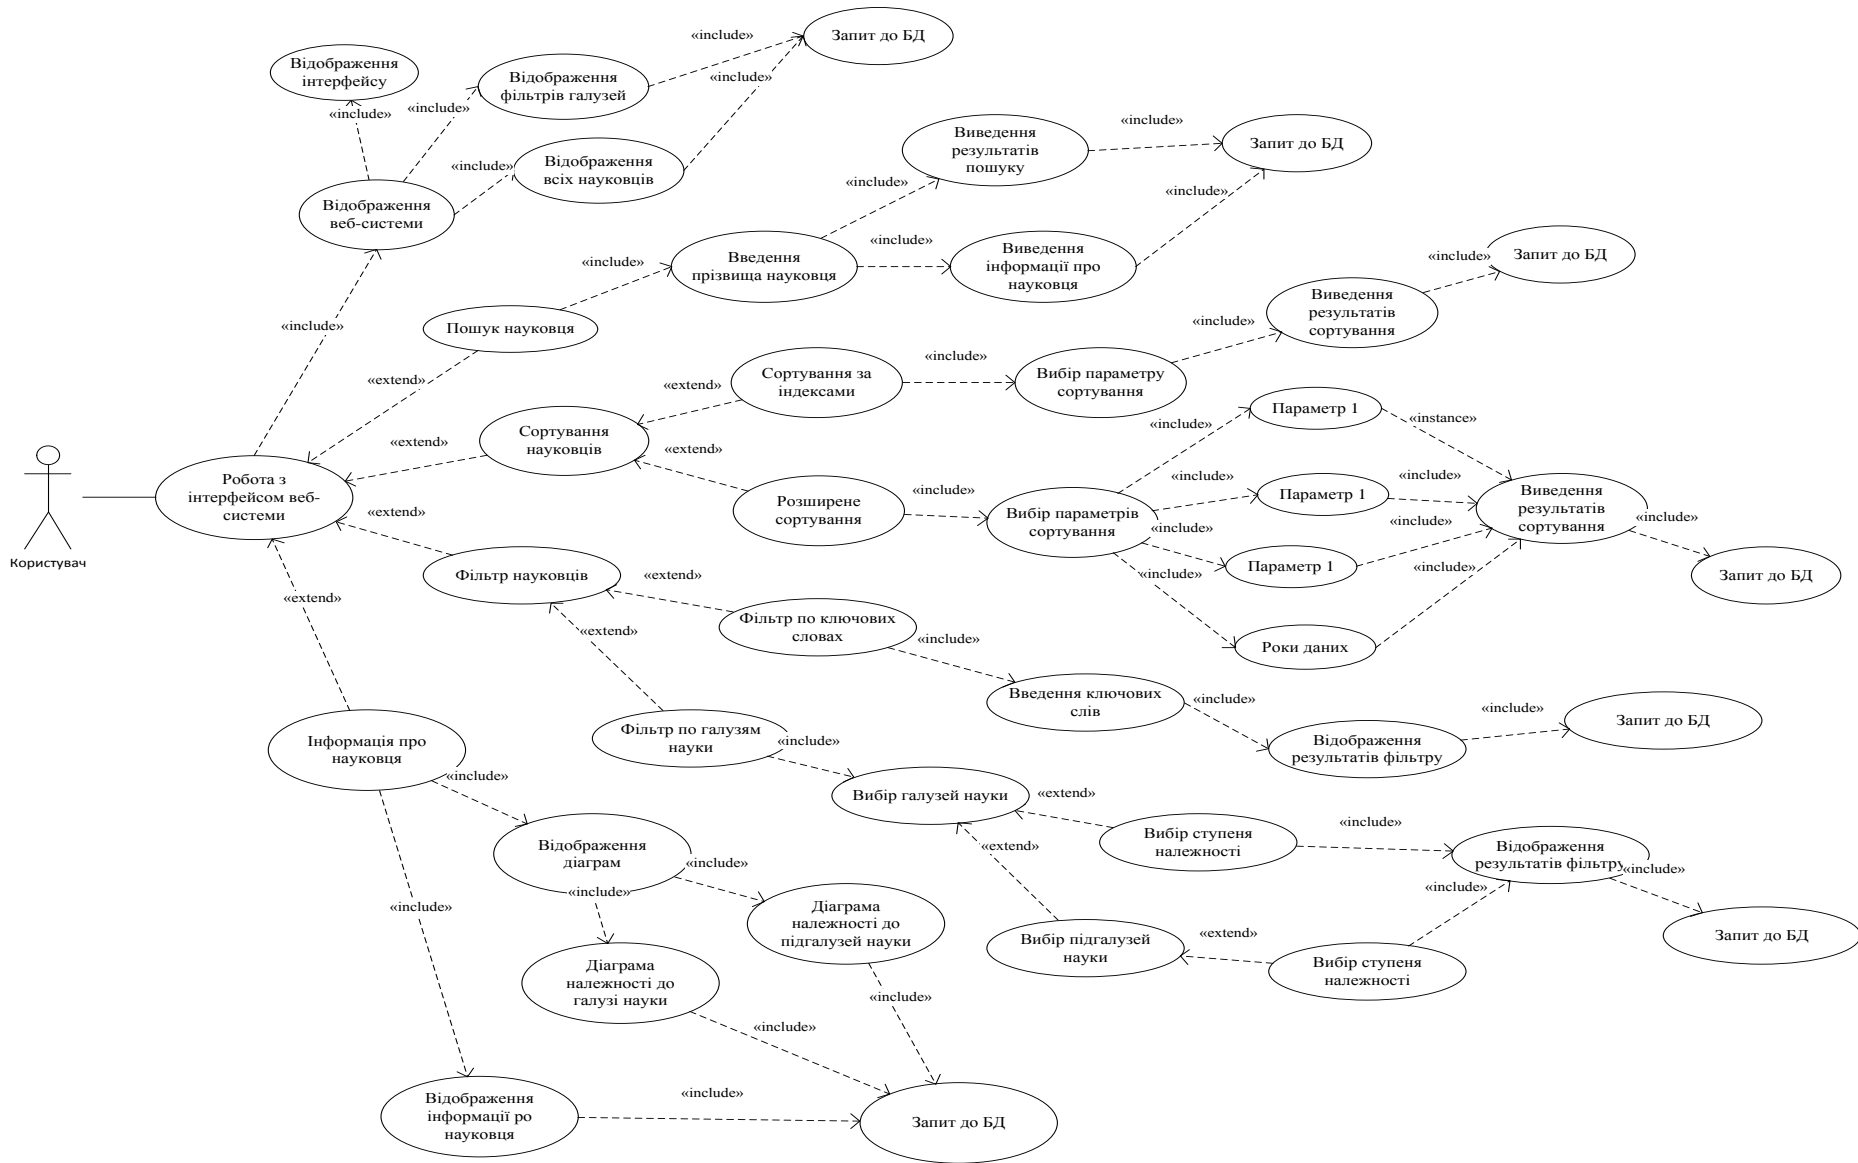 «include»
Запит до БД
Відображення
інтерфейсу
«include»
Відображення
фільтрів галузей
«include»
«include»
«include»
Відображення
всіх науковців
«include»
Відображення
веб-системи
Виведення
результатів
пошуку
«include»
Запит до БД
«include»
«include»
Введення
прізвища науковця
«include»
Виведення
інформації про
науковця
«include»
Запит до БД
«include»
«include»
Пошук науковця
Виведення
результатів
сортування
«include»
«include»
Сортування за
індексами
«include»
Вибір параметру
сортування
«extend»
«extend»
Параметр 1
«instance»
«include»
Сортування
науковців
«extend»
«extend»
Користувач
Робота з
інтерфейсом веб-
системи
Розширене
сортування
«include»
Вибір параметрів
сортування
«include»
Параметр 1
«include»
Виведення
результатів
сортування
«include»
«include»
«include»
Параметр 1
«include»
«include»
Запит до БД
«extend»
Фільтр науковців
«extend»
«extend»
«extend»
Фільтр по ключових
словах
«include»
Роки даних
Введення ключових
слів
«include»
«include»
Запит до БД
Відображення
результатів фільтру
Фільтр по галузям
науки
«include»
Інформація про
науковця
«include»
Вибір галузей науки
«extend»
Вибір ступеня
належності
«include»
Відображення
результатів фільтру
«include»
«include»
Запит до БД
«extend»
Вибір підгалузей
науки
«extend»
Вибір ступеня
належності
Відображення
діаграм
«include»
«include»
«include»
Діаграма
належності до
підгалузей науки
Діаграма
належності до
галузі науки
«include»
«include»
Відображення
інформації ро
науковця
«include»
Запит до БД